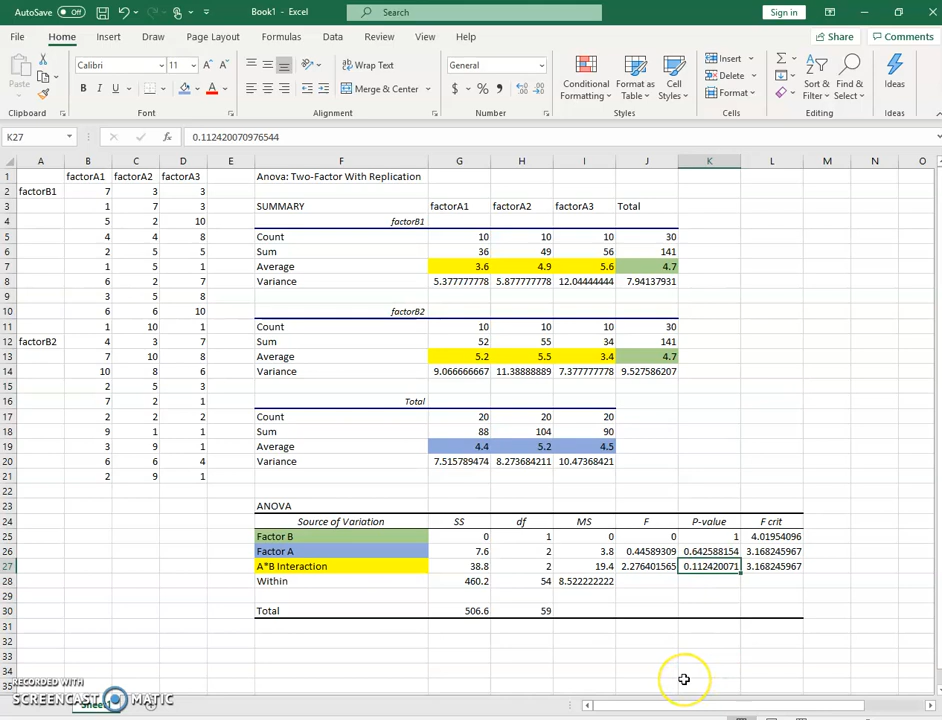 AutoSave Off Book1 - Excel Search Sign in
File Home Insert Draw Page Layout Formulas Data Review View Help Share Comments
Paste Calibri 11 Wrap Text General Conditional Format as Cell Insert Delete Format Sort & Find & Ideas
Merge & Center Formatting Table Styles Filter Select
Clipboard Font Alignment Number Styles Cells Editing Ideas
K27 fx 0.112420070976544
A B C D E F G H I J K L M N O
1 factorA1 factorA2 factorA3 Anova: Two-Factor With Replication
2 factorB1 7 3 3
3 1 7 3 SUMMARY factorA1 factorA2 factorA3 Total
4 5 2 10 factorB1
5 4 4 8 Count 10 10 10 30
6 2 5 5 Sum 36 49 56 141
7 1 5 1 Average 3.6 4.9 5.6 4.7
8 6 2 7 Variance 5.377777778 5.877777778 12.04444444 7.94137931
9 3 5 8
10 6 6 10 factorB2
11 1 10 1 Count 10 10 10 30
12 factorB2 4 3 7 Sum 52 55 34 141
13 7 10 8 Average 5.2 5.5 3.4 4.7
14 10 8 6 Variance 9.066666667 11.38888889 7.377777778 9.527586207
15 2 5 3
16 7 2 1 Total
17 2 2 2 Count 20 20 20
18 9 1 1 Sum 88 104 90
19 3 9 1 Average 4.4 5.2 4.5
20 6 6 4 Variance 7.515789474 8.273684211 10.47368421
21 2 9 1
22
23 ANOVA
24 Source of Variation SS df MS F P-value F crit
25 Factor B 0 1 0 0 1 4.01954096
26 Factor A 7.6 2 3.8 0.44589309 0.642588154 3.168245967
27 A*B Interaction 38.8 2 19.4 2.276401565 0.112420071 3.168245967
28 Within 460.2 54 8.522222222
29
30 Total 506.6 59
31
32
33
34
35
RECORDED WITH
SCREENCAST MATIC
Sheet1